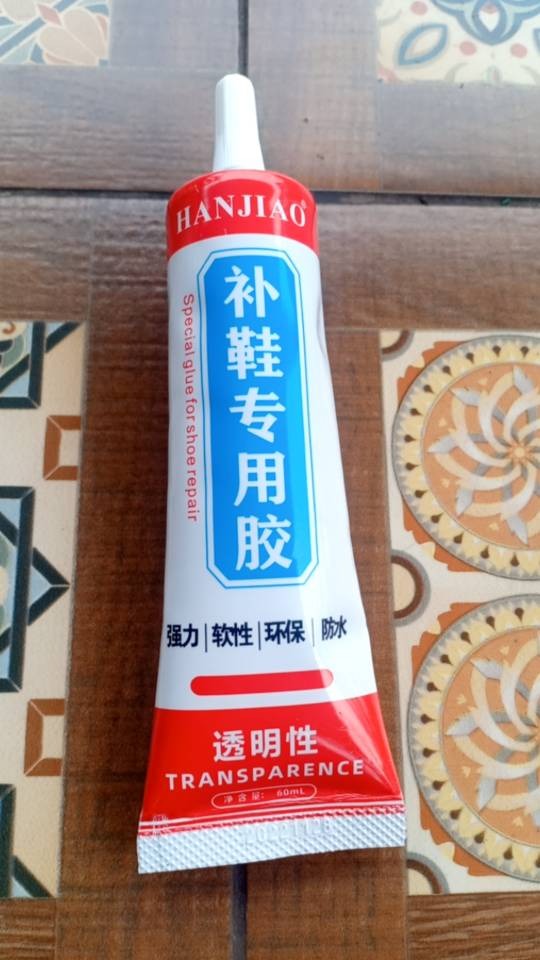 HANJIAO®
补鞋专用胶
Special glue for shoe repair
强力|软性|环保|防水
透明性
TRANSPARENCE
净含量: 60mL